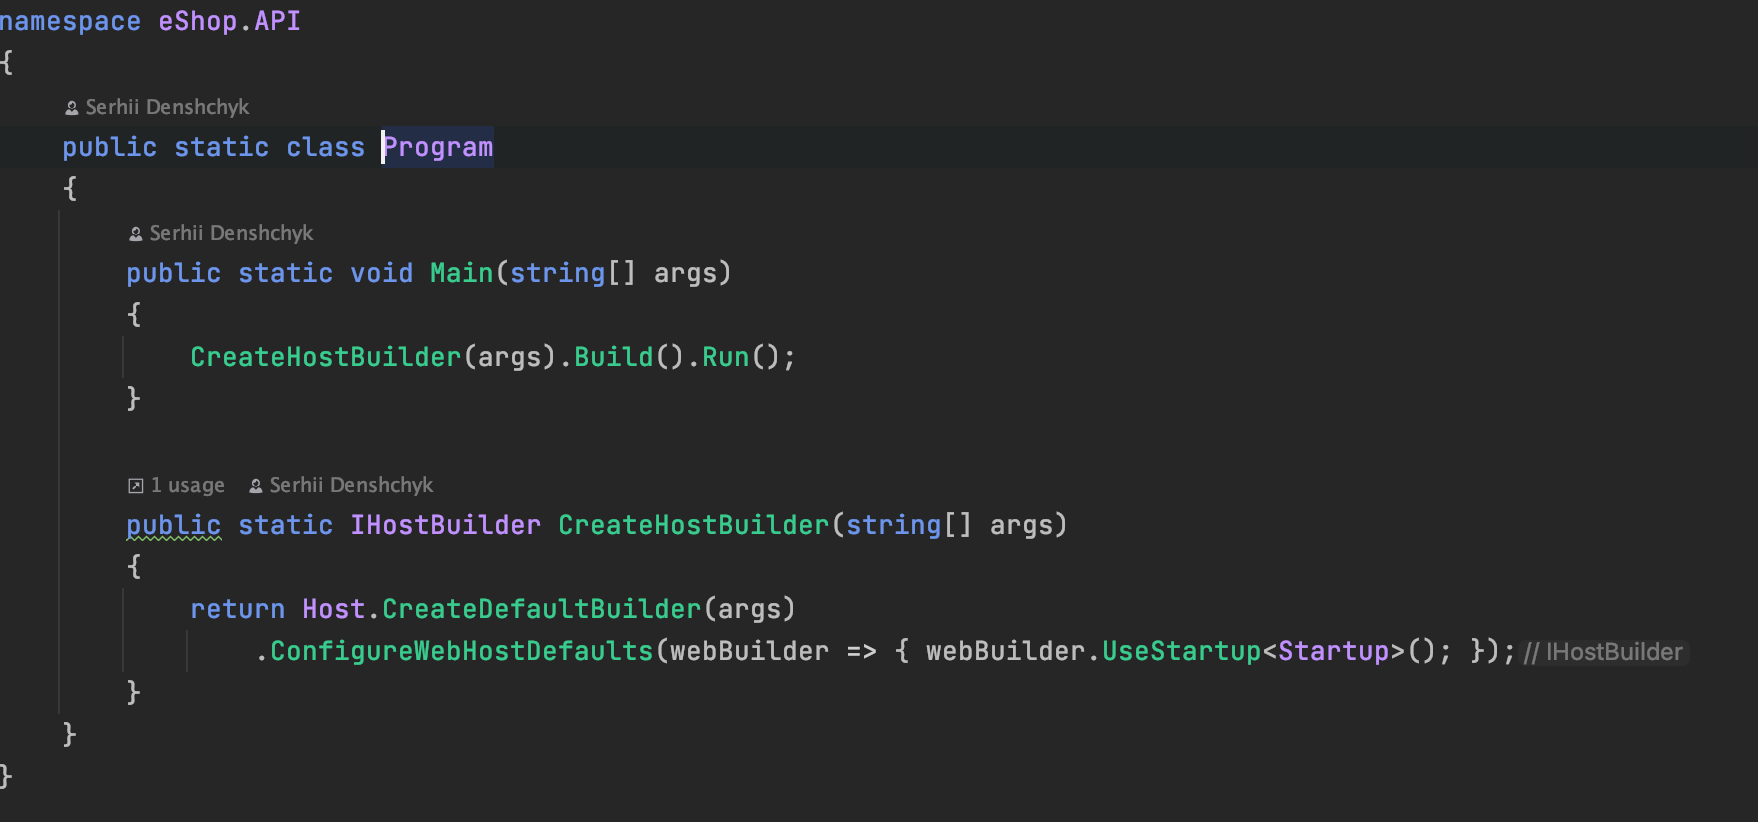 namespace eShop.API
{
Serhii Denshchyk
public static class Program
{
Serhii Denshchyk
public static void Main(string[] args)
{
CreateHostBuilder(args).Build().Run();
}
1 usage Serhii Denshchyk
public static IHostBuilder CreateHostBuilder(string[] args)
{
return Host.CreateDefaultBuilder(args)
.ConfigureWebHostDefaults(webBuilder => { webBuilder.UseStartup<Startup>(); }); // IHostBuilder
}
}
}